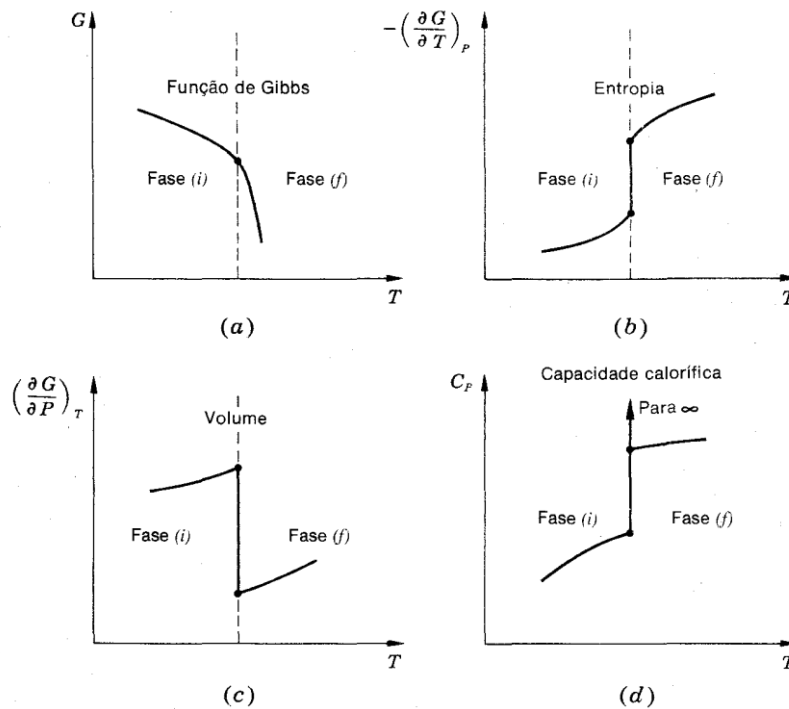 G
Função de Gibbs
Fase (i)
Fase (f)
T
(a)
−(∂G/∂T)_P
Entropia
Fase (i)
Fase (f)
T
(b)
(∂G/∂P)_T
Volume
Fase (i)
Fase (f)
T
(c)
C_P
Capacidade calorífica
Para ∞
Fase (i)
Fase (f)
T
(d)